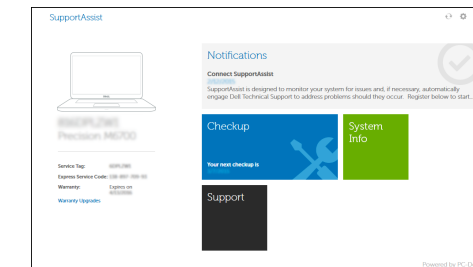 SupportAssist
Notifications
Connect SupportAssist
SupportAssist is designed to monitor your system for issues and, if necessary, automatically
engage Dell Technical Support to address problems should they occur. Register below to start..
Precision M6700
Checkup
System
Info
Service Tag:
Express Service Code:
Warranty: Expires on
Warranty Upgrades
Your next checkup is
Support
Powered by PC-D